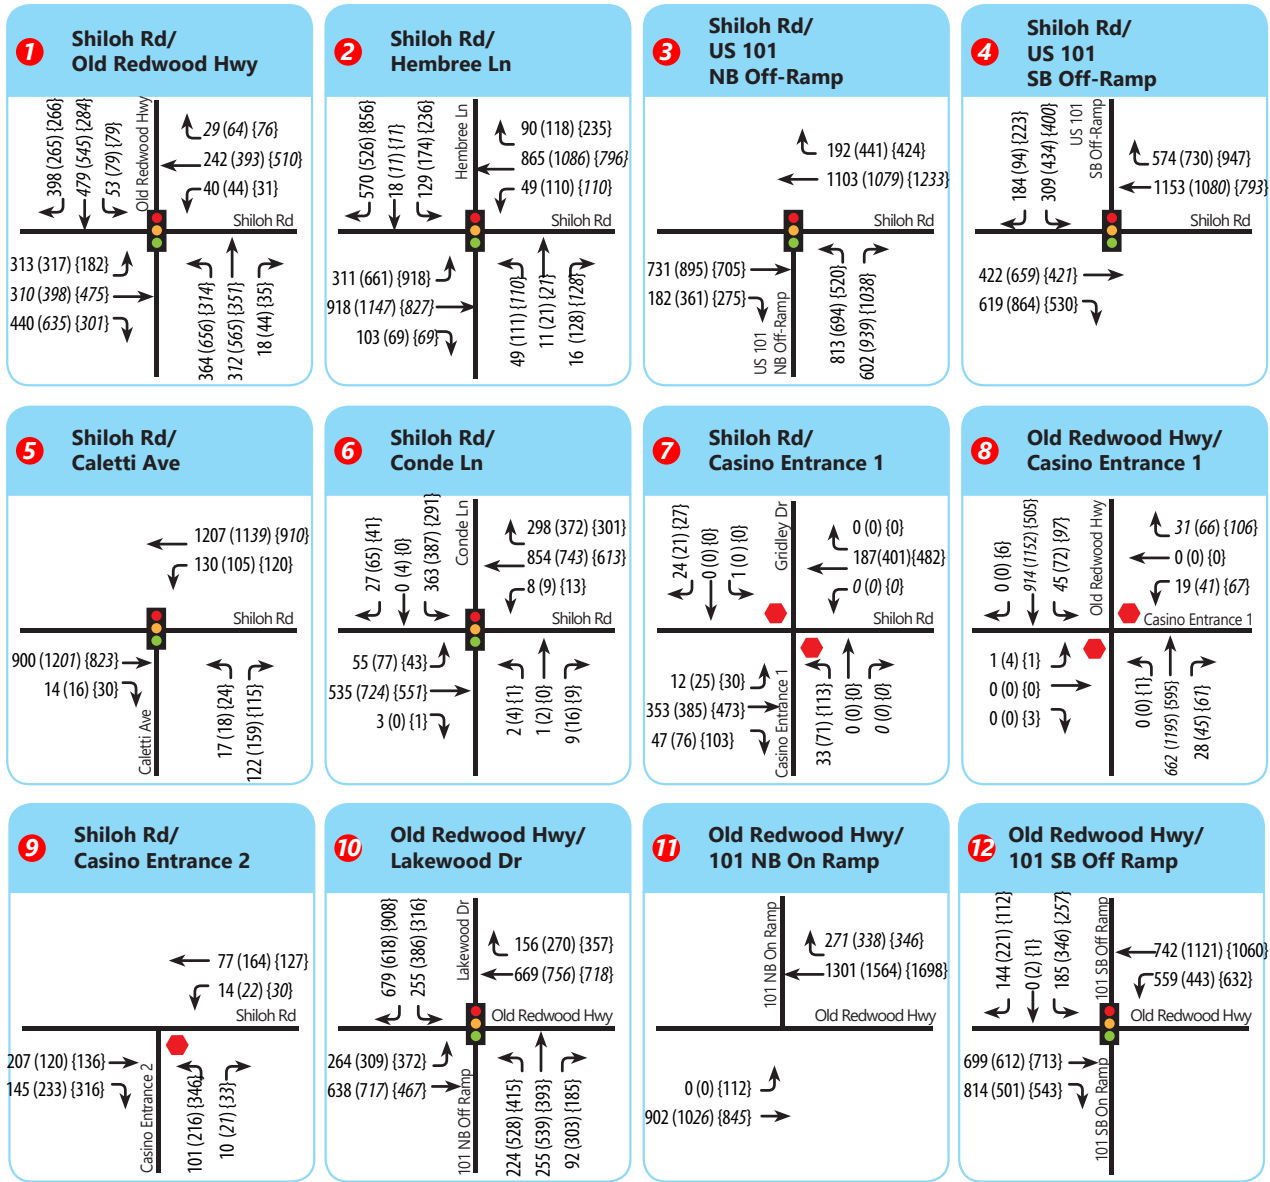 1
Shiloh Rd/
Old Redwood Hwy
398 (265) {266}
479 (545) {284}
53 (79) {79}
Old Redwood Hwy
29 (64) {76}
242 (393) {510}
40 (44) {31}
Shiloh Rd
313 (317) {182}
310 (398) {475}
440 (635) {301}
364 (656) {314}
312 (565) {351}
18 (44) {35}
2
Shiloh Rd/
Hembree Ln
570 (526) {856}
18 (17) {11}
129 (174) {236}
Hembree Ln
90 (118) {235}
865 (1086) {796}
49 (110) {110}
Shiloh Rd
311 (661) {918}
918 (1147) {827}
103 (69) {69}
49 (111) {110}
11 (21) {21}
16 (128) {128}
3
Shiloh Rd/
US 101
NB Off-Ramp
192 (441) {424}
1103 (1079) {1233}
Shiloh Rd
731 (895) {705}
182 (361) {275}
US 101
NB Off-Ramp
813 (694) {520}
602 (939) {1038}
4
Shiloh Rd/
US 101
SB Off-Ramp
184 (94) {223}
309 (434) {400}
US 101
SB Off-Ramp
574 (730) {947}
1153 (1080) {793}
Shiloh Rd
422 (659) {421}
619 (864) {530}
5
Shiloh Rd/
Caletti Ave
1207 (1139) {910}
130 (105) {120}
Shiloh Rd
900 (1201) {823}
14 (16) {30}
Caletti Ave
17 (18) {24}
122 (159) {115}
6
Shiloh Rd/
Conde Ln
27 (65) {41}
0 (4) {0}
363 (387) {291}
Conde Ln
298 (372) {301}
854 (743) {613}
8 (9) {13}
Shiloh Rd
55 (77) {43}
535 (724) {551}
3 (0) {1}
2 (4) {1}
1 (2) {0}
9 (16) {9}
7
Shiloh Rd/
Casino Entrance 1
24 (21) {27}
0 (0) {0}
1 (0) {0}
Gridley Dr
0 (0) {0}
187(401){482}
0 (0) {0}
Shiloh Rd
12 (25) {30}
353 (385) {473}
47 (76) {103}
Casino Entrance 1
33 (71) {113}
0 (0) {0}
0 (0) {0}
8
Old Redwood Hwy/
Casino Entrance 1
0 (0) {6}
914 (1152) {505}
45 (72) {97}
Old Redwood Hwy
31 (66) {106}
0 (0) {0}
19 (41) {67}
Casino Entrance 1
1 (4) {1}
0 (0) {0}
0 (0) {3}
0 (0) {1}
662 (1195) {595}
28 (45) {67}
9
Shiloh Rd/
Casino Entrance 2
77 (164) {127}
14 (22) {30}
Shiloh Rd
207 (120) {136}
145 (233) {316}
Casino Entrance 2
101 (216) {346}
10 (21) {33}
10
Old Redwood Hwy/
Lakewood Dr
679 (618) {908}
255 (386) {316}
Lakewood Dr
156 (270) {357}
669 (756) {718}
Old Redwood Hwy
264 (309) {372}
638 (717) {467}
101 NB Off Ramp
224 (528) {415}
255 (539) {393}
92 (303) {185}
11
Old Redwood Hwy/
101 NB On Ramp
101 NB On Ramp
271 (338) {346}
1301 (1564) {1698}
Old Redwood Hwy
0 (0) {112}
902 (1026) {845}
12
Old Redwood Hwy/
101 SB Off Ramp
144 (221) {112}
0 (2) {1}
185 (346) {257}
101 SB Off Ramp
742 (1121) {1060}
559 (443) {632}
Old Redwood Hwy
699 (612) {713}
814 (501) {543}
101 SB On Ramp